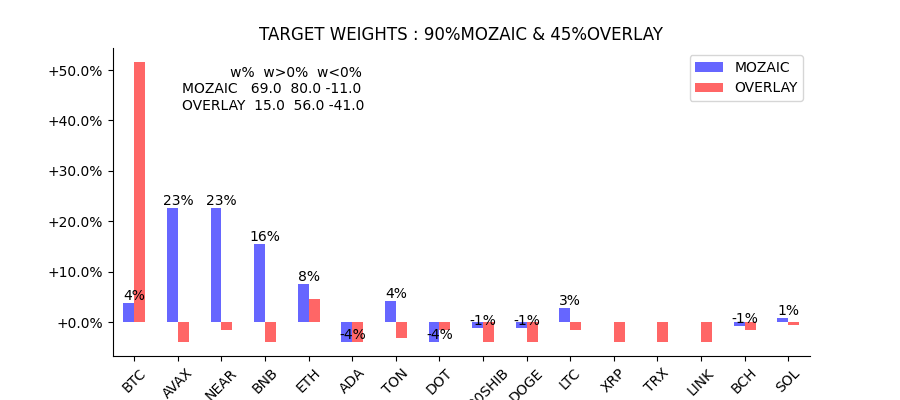 TARGET WEIGHTS : 90%MOZAIC & 45%OVERLAY
w% w>0% w<0%
MOZAIC 69.0 80.0 -11.0
OVERLAY 15.0 56.0 -41.0
MOZAIC
OVERLAY
+50.0%
+40.0%
+30.0%
+20.0%
+10.0%
+0.0%
4%
23%
23%
16%
8%
-4%
4%
-4%
-1%
-1%
3%
-1%
1%
BTC
AVAX
NEAR
BNB
ETH
ADA
TON
DOT
DOGE
LTC
XRP
TRX
LINK
BCH
SOL